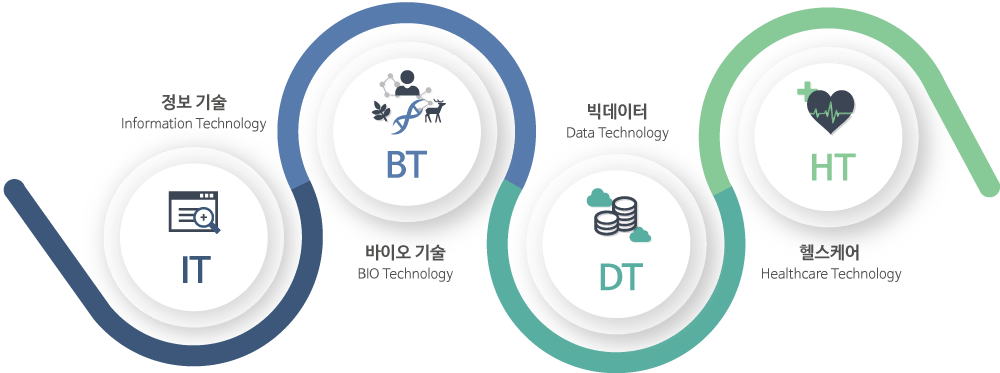 정보 기술
Information Technology
IT
BT
바이오 기술
BIO Technology
빅데이터
Data Technology
DT
HT
헬스케어
Healthcare Technology